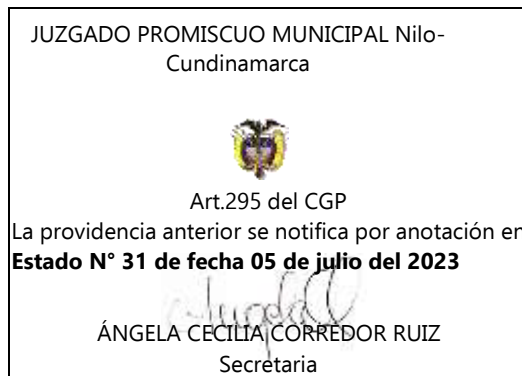 JUZGADO PROMISCUO MUNICIPAL Nilo-
Cundinamarca
Art.295 del CGP
La providencia anterior se notifica por anotación en
Estado N° 31 de fecha 05 de julio del 2023
ÁNGELA CECILIA CORREDOR RUIZ
Secretaria